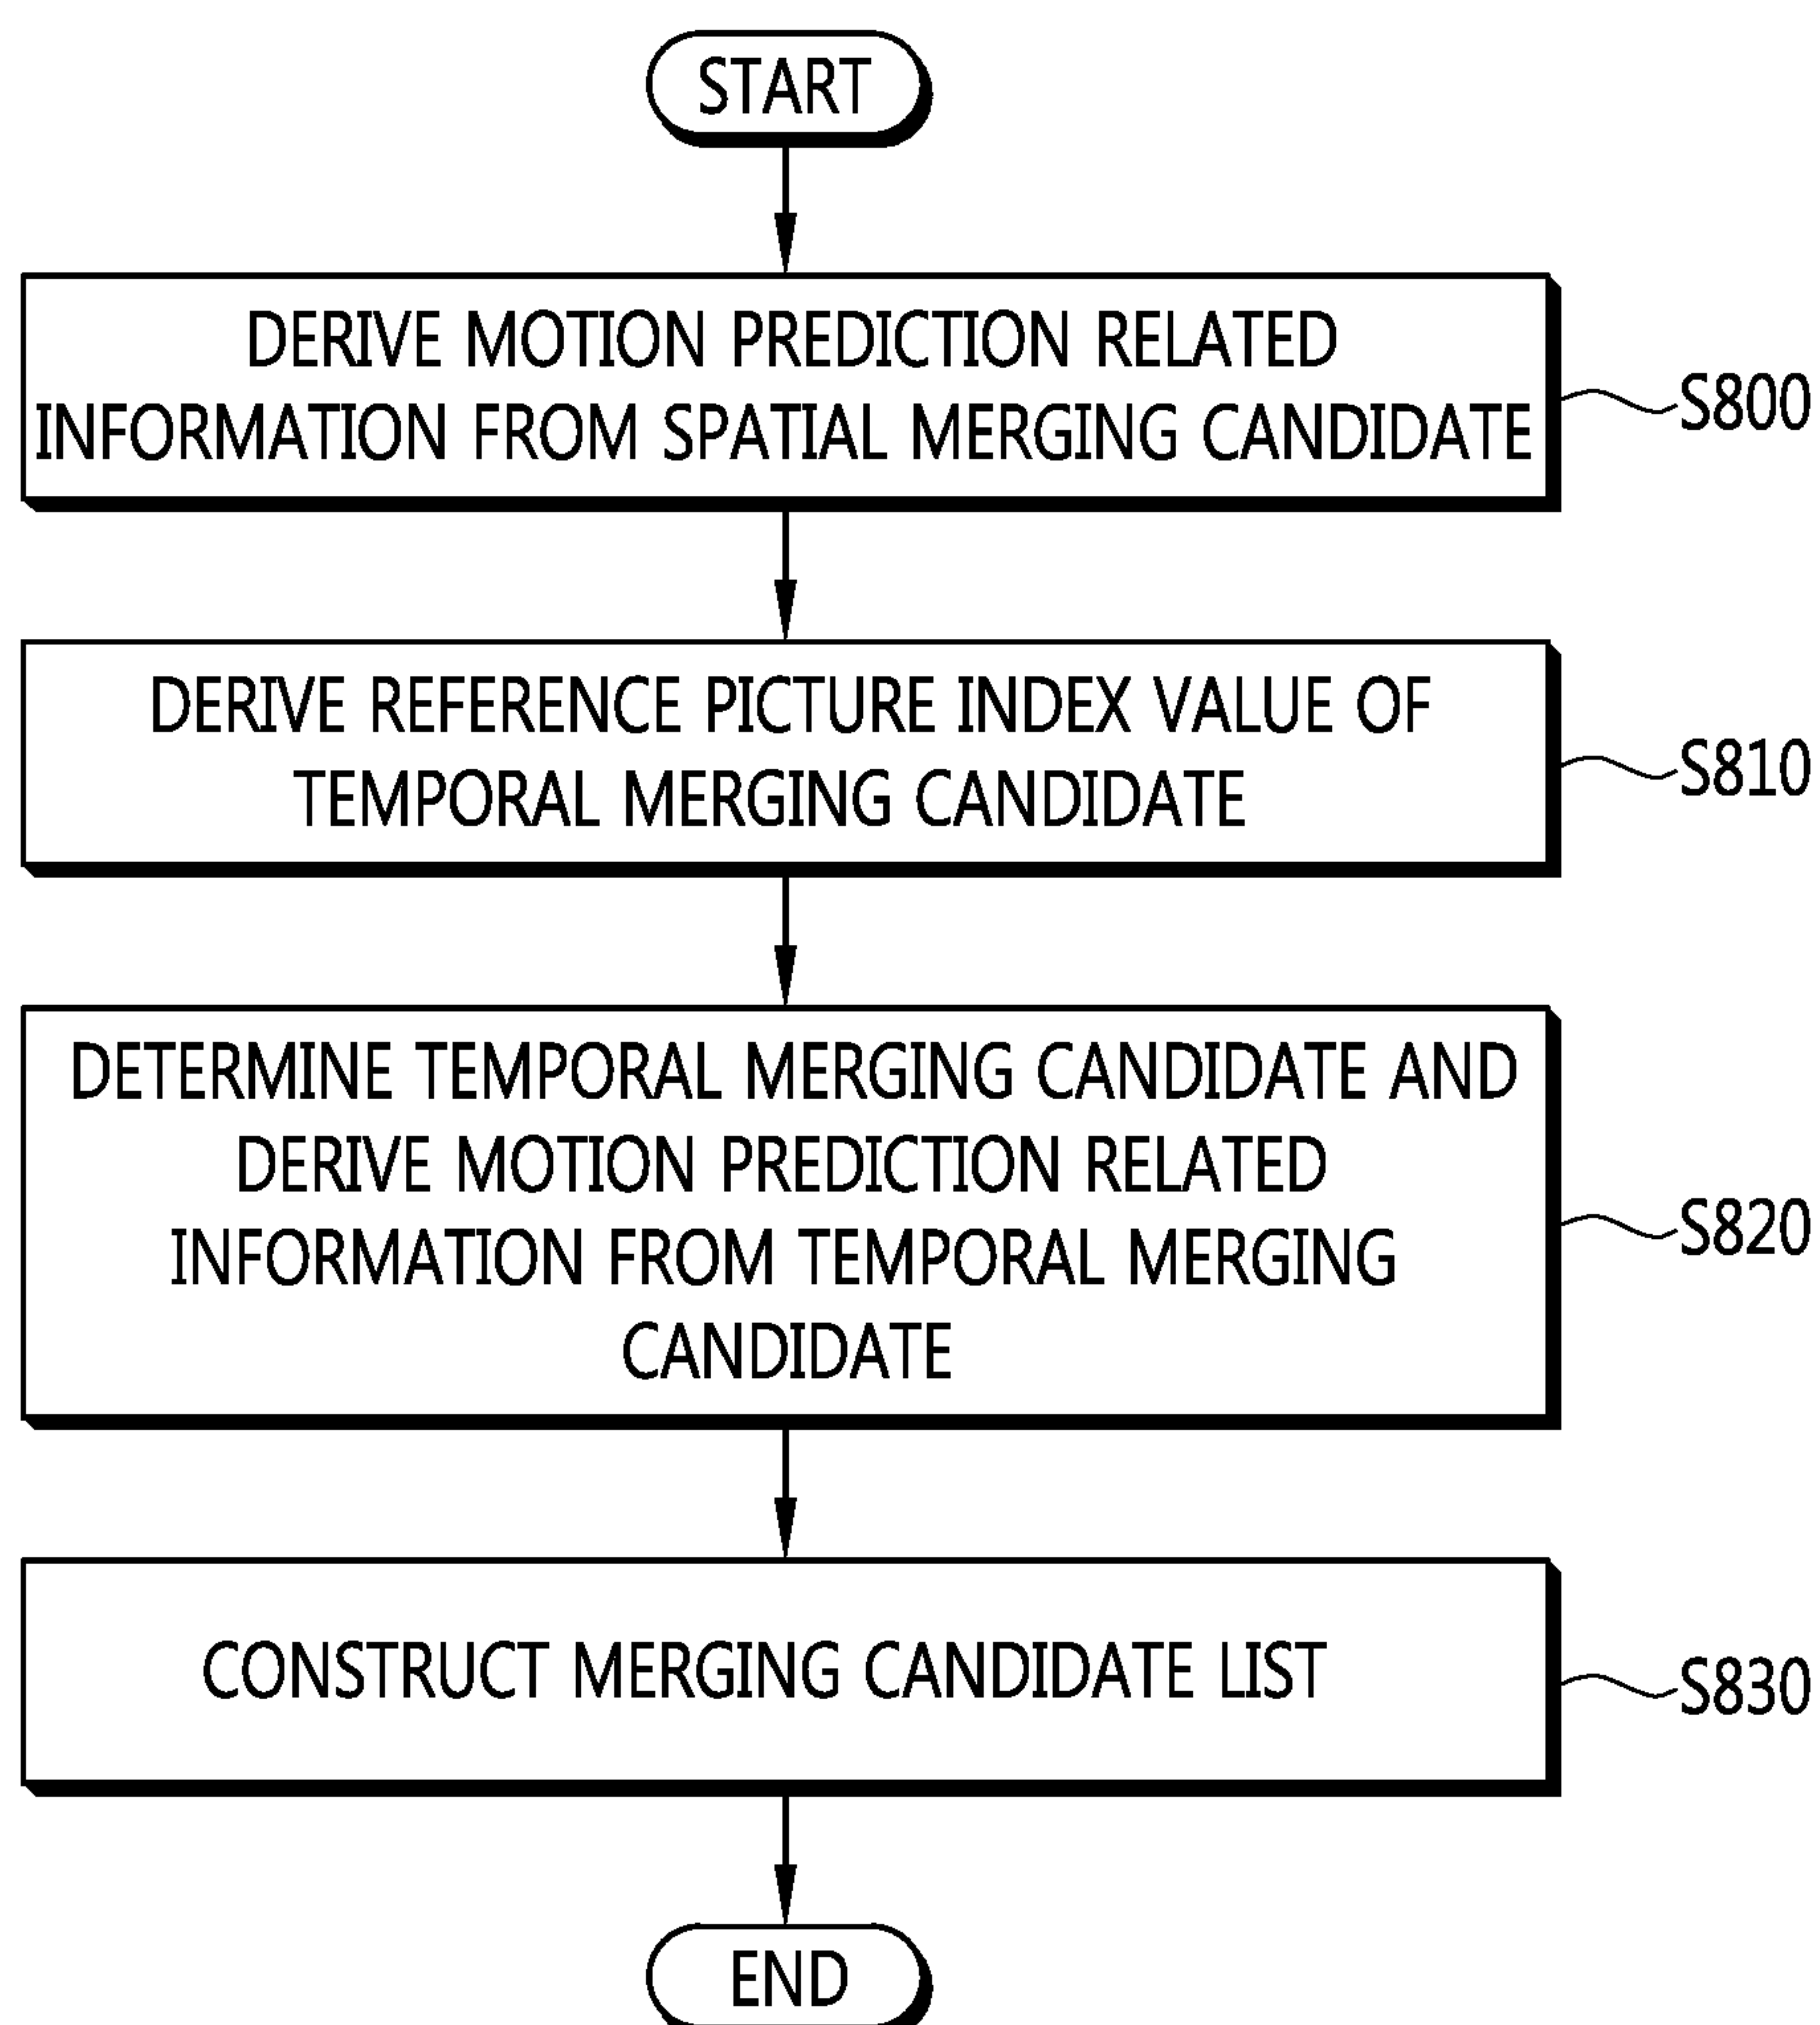 START
DERIVE MOTION PREDICTION RELATED
INFORMATION FROM SPATIAL MERGING CANDIDATE
S800
DERIVE REFERENCE PICTURE INDEX VALUE OF
TEMPORAL MERGING CANDIDATE
S810
DETERMINE TEMPORAL MERGING CANDIDATE AND
DERIVE MOTION PREDICTION RELATED
INFORMATION FROM TEMPORAL MERGING
CANDIDATE
S820
CONSTRUCT MERGING CANDIDATE LIST
S830
END